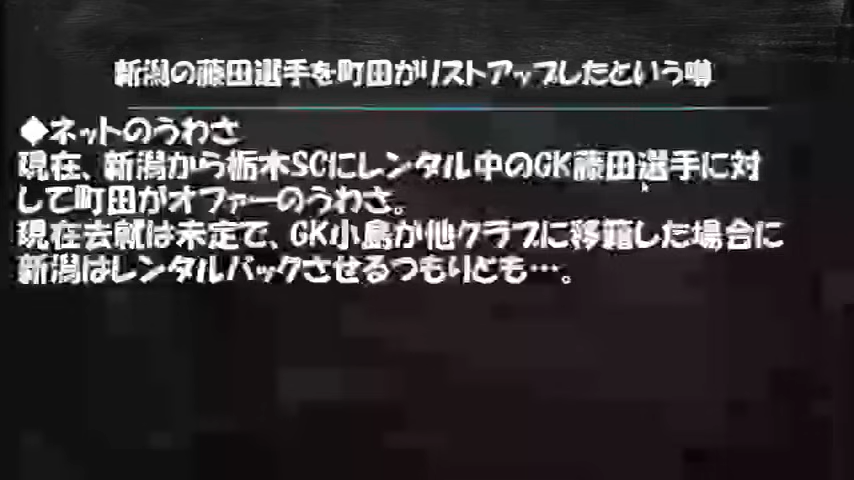 新潟の藤田選手を町田がリストアップしたという噂
◆ネットのうわさ
現在、新潟から栃木SCにレンタル中のGK藤田選手に対
して町田がオファーのうわさ。
現在去就は未定で、GK小島が他クラブに移籍した場合に
新潟はレンタルバックさせるつもりとも…。